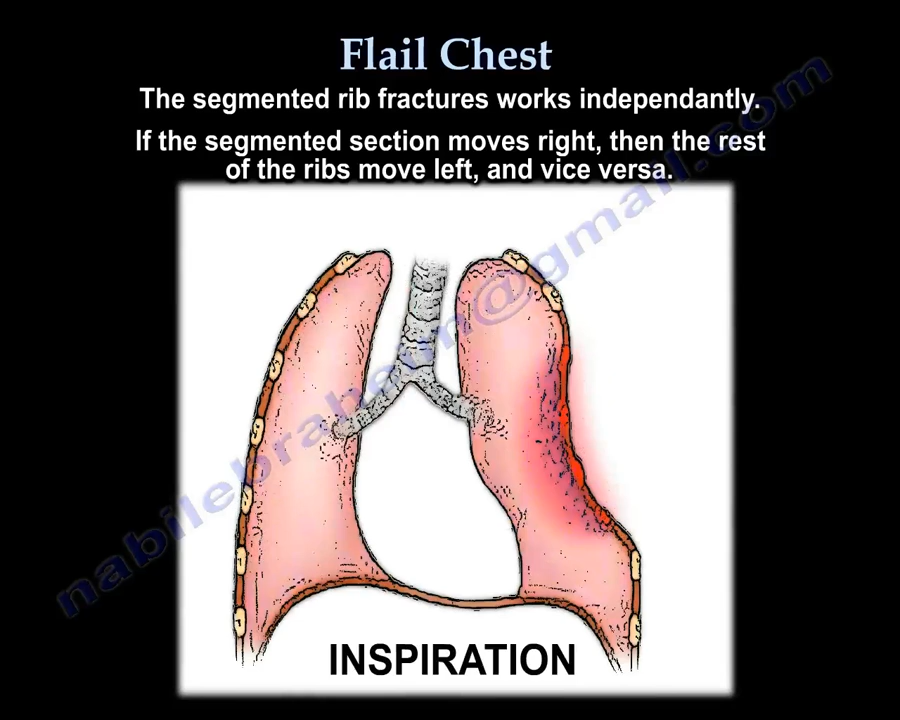 Flail Chest
The segmented rib fractures works independantly.
If the segmented section moves right, then the rest
of the ribs move left, and vice versa.
nabilebraheim@gmail.com
INSPIRATION